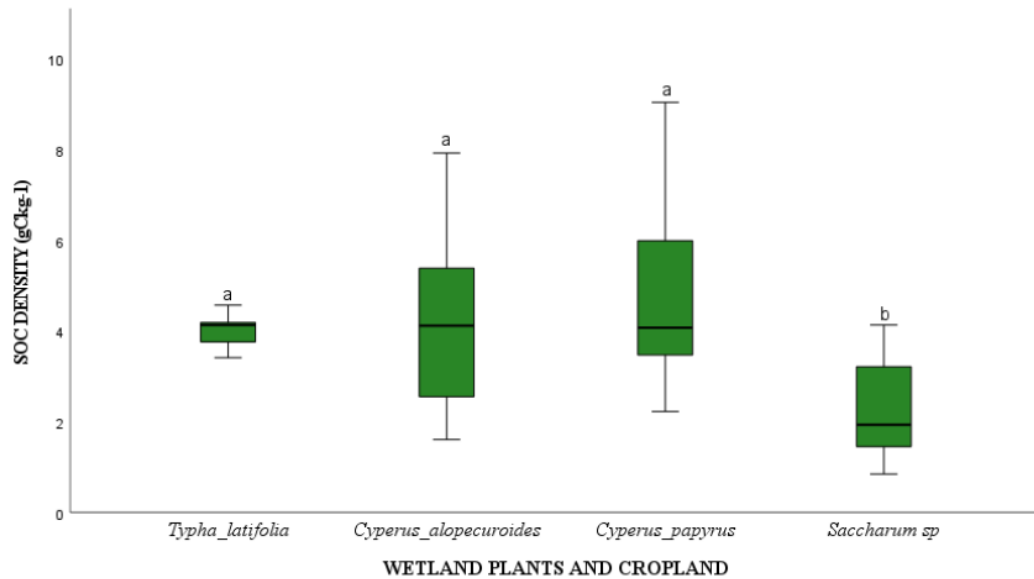 10
8
6
4
2
0
SOC DENSITY (gCkg-1)
a
a
a
b
Typha_latifolia
Cyperus_alopecuroides
Cyperus_papyrus
Saccharum sp
WETLAND PLANTS AND CROPLAND